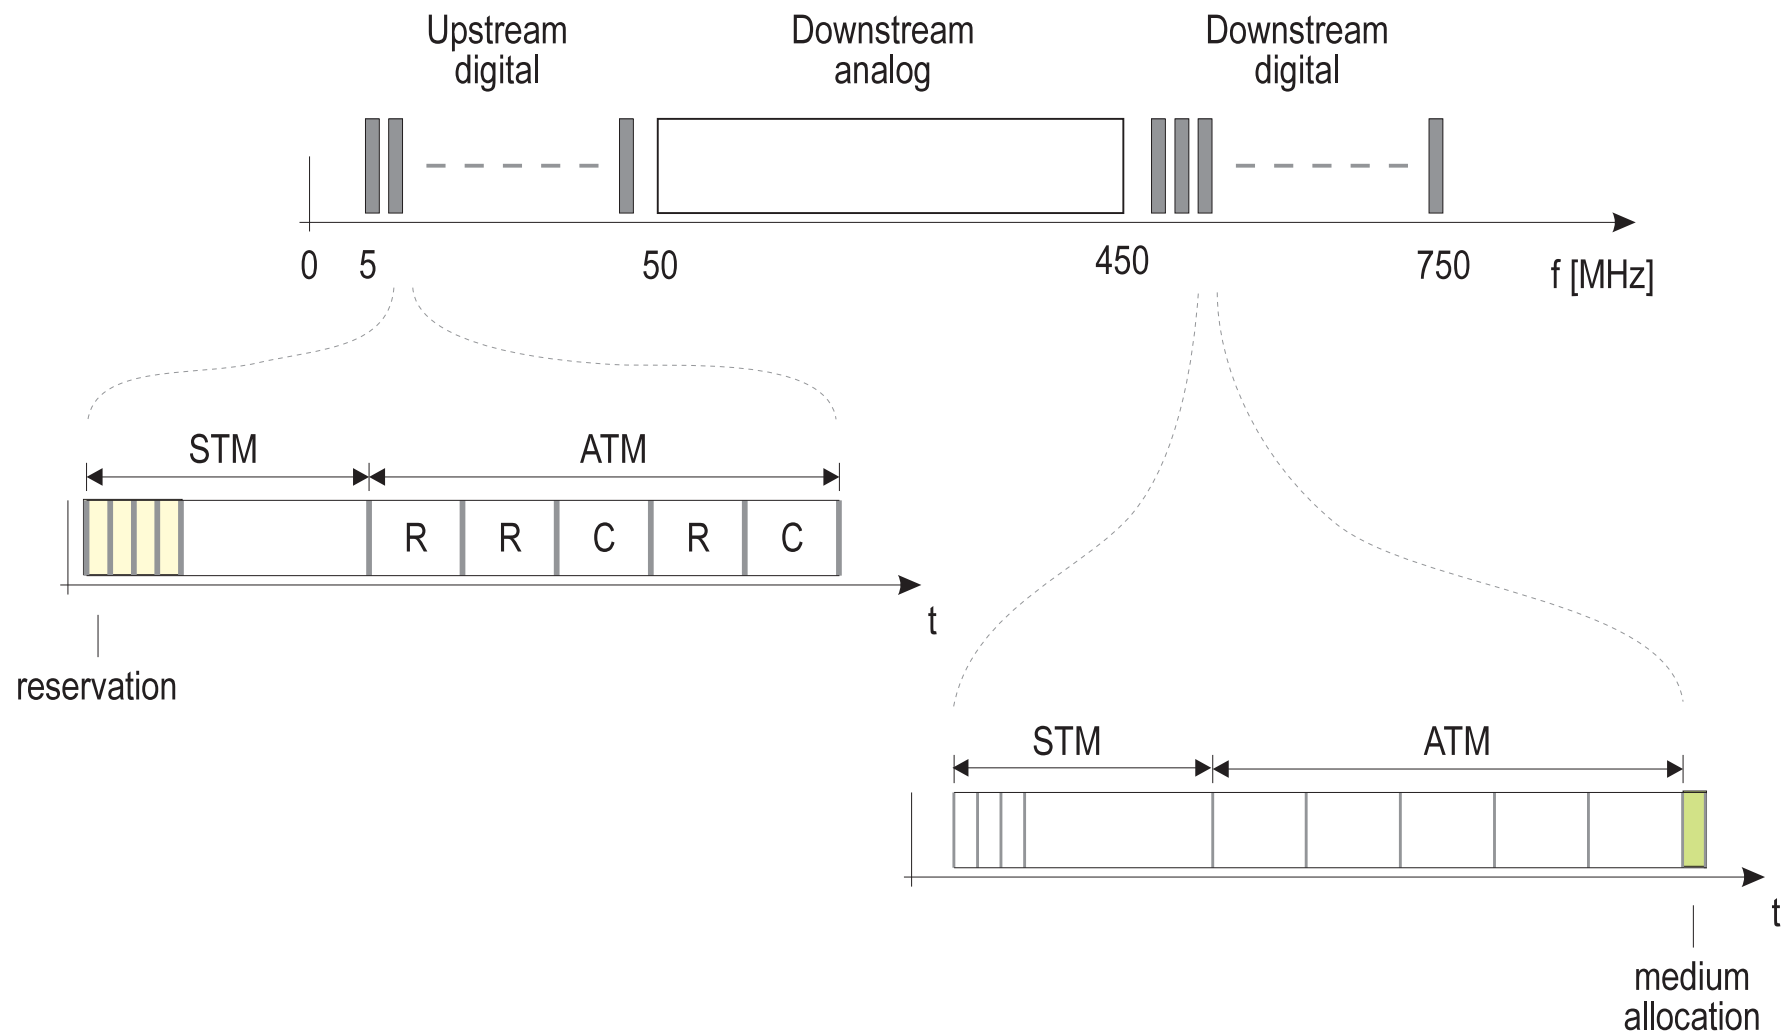 Upstream
digital
Downstream
analog
Downstream
digital
0 5 50 450 750 f [MHz]
STM ATM
R R C R C
t
reservation
STM ATM
t
medium
allocation